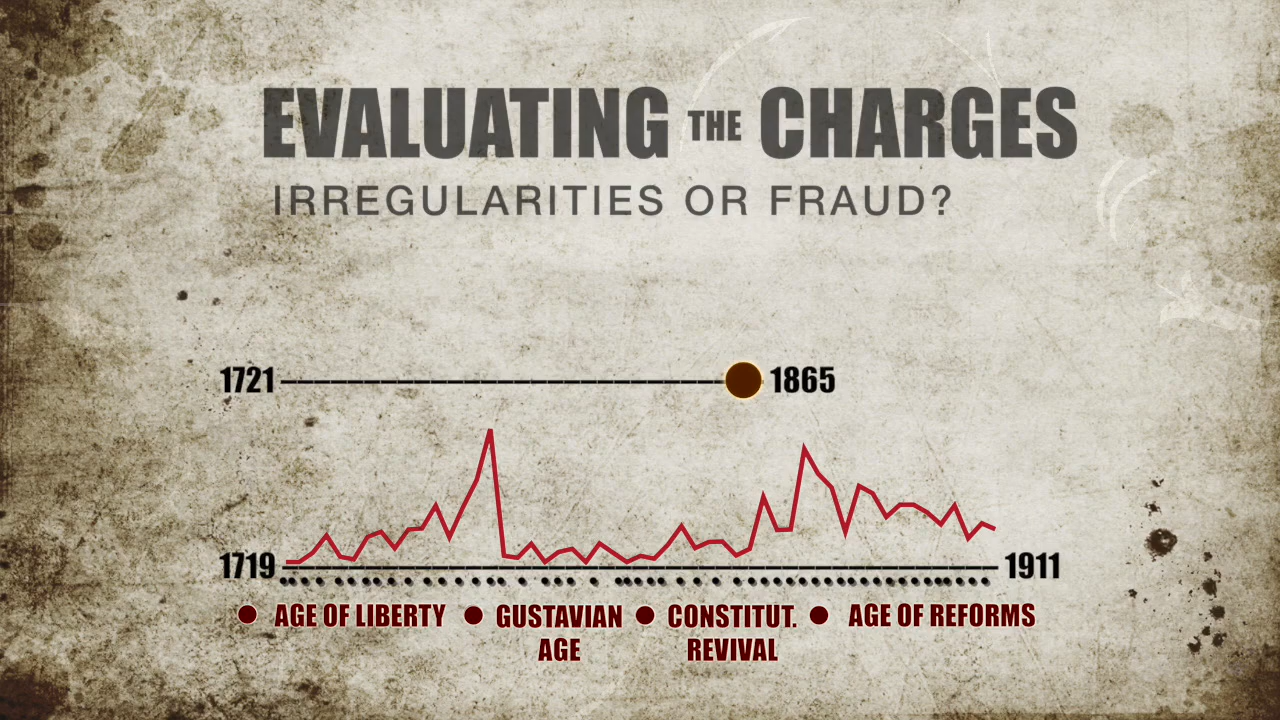 EVALUATING THE CHARGES
IRREGULARITIES OR FRAUD?
1721 1865
1719 1911
AGE OF LIBERTY GUSTAVIAN AGE CONSTITUT. REVIVAL AGE OF REFORMS